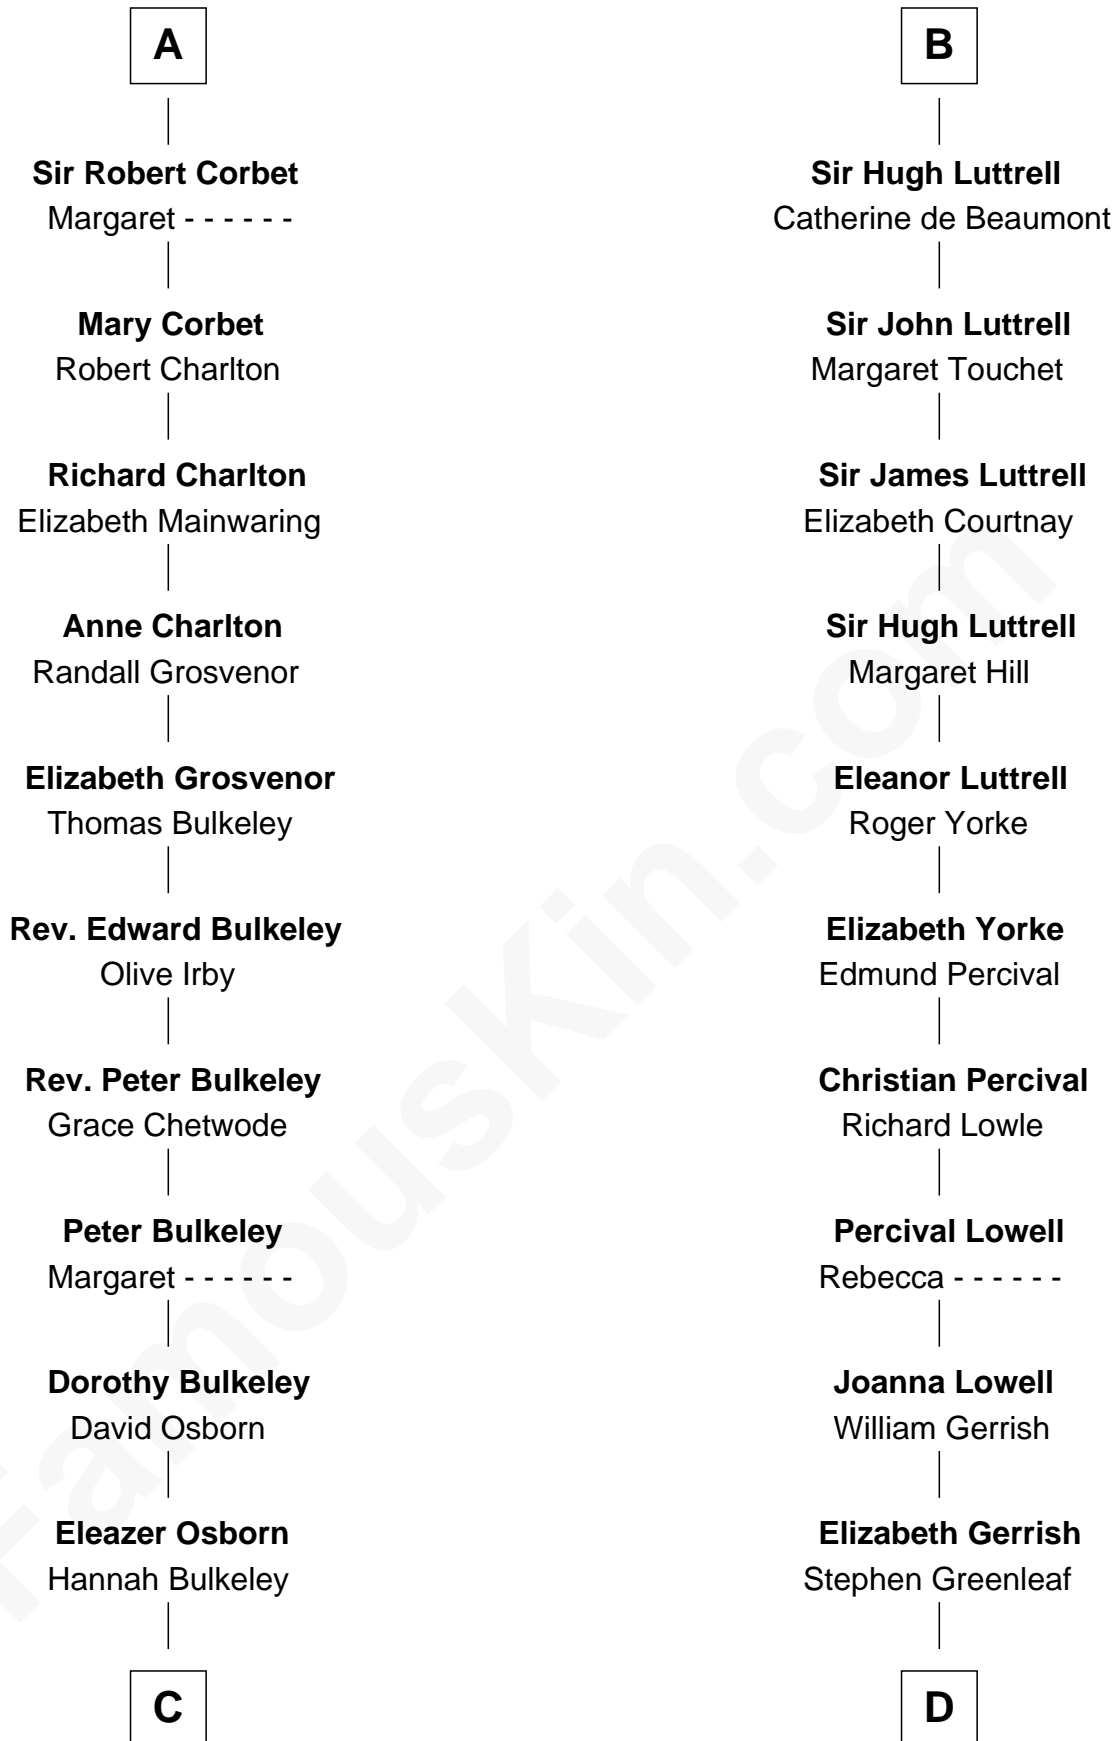 A
Sir Robert Corbet
Margaret - - - - - -
Mary Corbet
Robert Charlton
Richard Charlton
Elizabeth Mainwaring
Anne Charlton
Randall Grosvenor
Elizabeth Grosvenor
Thomas Bulkeley
Rev. Edward Bulkeley
Olive Irby
Rev. Peter Bulkeley
Grace Chetwode
Peter Bulkeley
Margaret - - - - - -
Dorothy Bulkeley
David Osborn
Eleazer Osborn
Hannah Bulkeley
C
B
Sir Hugh Luttrell
Catherine de Beaumont
Sir John Luttrell
Margaret Touchet
Sir James Luttrell
Elizabeth Courtnay
Sir Hugh Luttrell
Margaret Hill
Eleanor Luttrell
Roger Yorke
Elizabeth Yorke
Edmund Percival
Christian Percival
Richard Lowle
Percival Lowell
Rebecca - - - - - -
Joanna Lowell
William Gerrish
Elizabeth Gerrish
Stephen Greenleaf
D
FamousKin.com